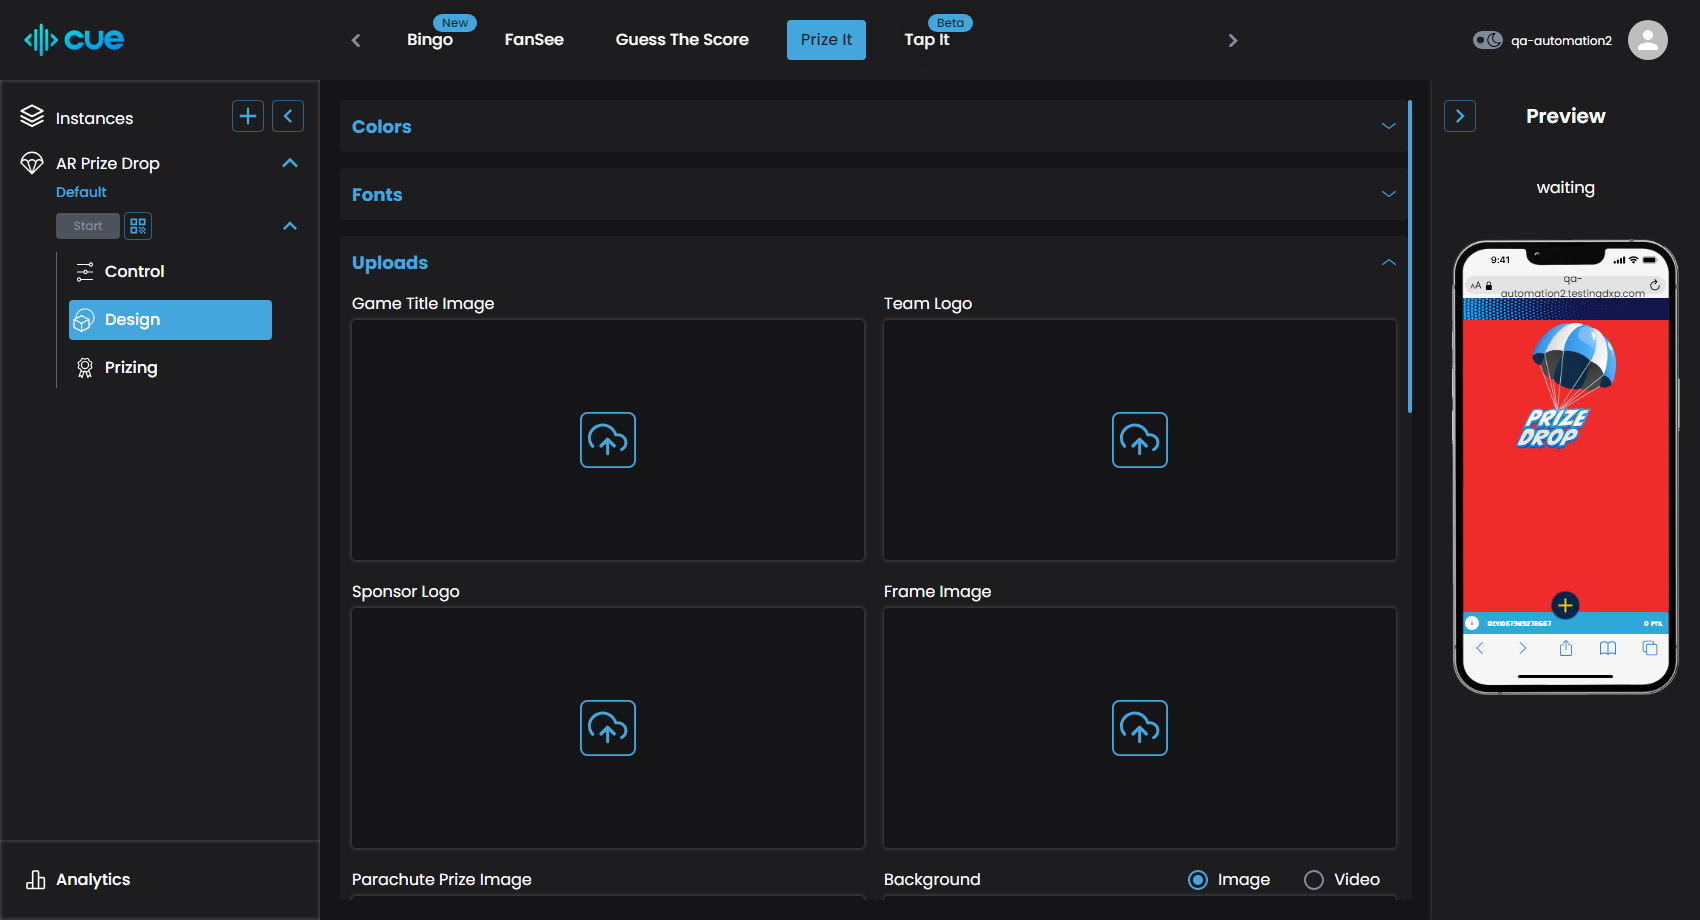 cue
Bingo
New
FanSee
Guess The Score
Prize It
Tap It
Beta
qa-automation2
Instances
AR Prize Drop
Default
Start
Control
Design
Prizing
Analytics
Colors
Fonts
Uploads
Game Title Image
Team Logo
Sponsor Logo
Frame Image
Parachute Prize Image
Background
Image
Video
Preview
waiting
9:41
AA
qa-
automation2.testingdxp.com
PRIZE
DROP
0 PTS.